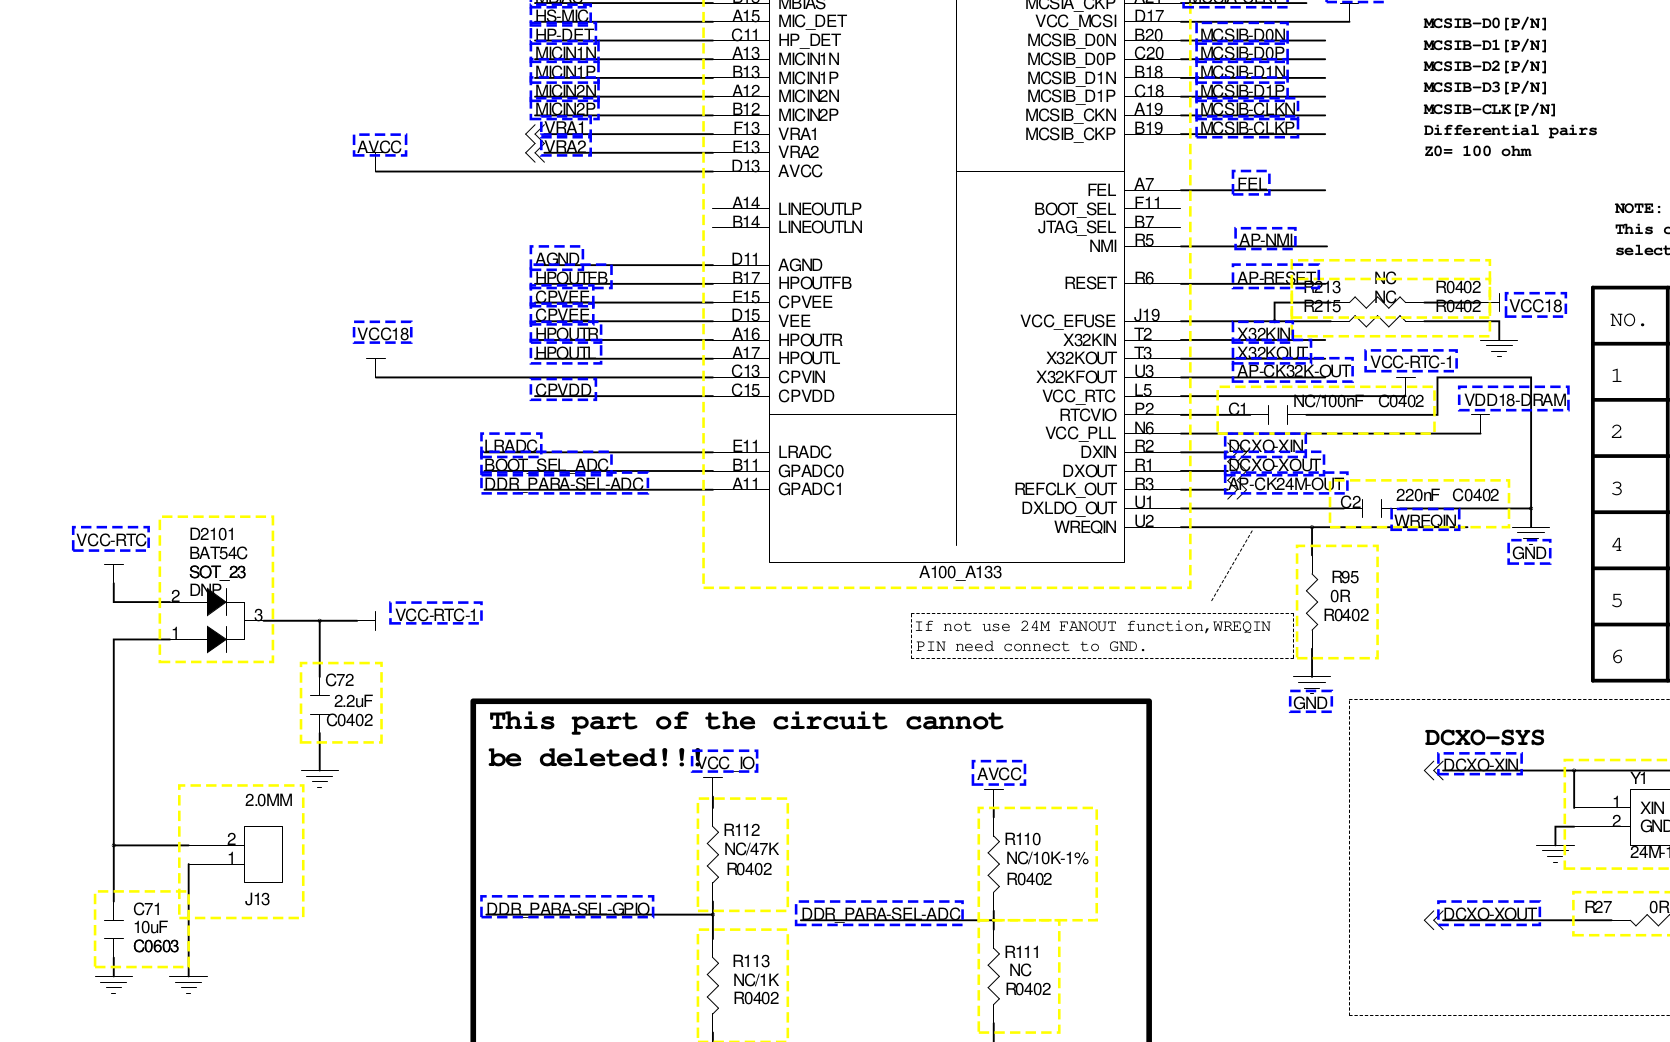 HS-MIC A15 MIC_DET
HP-DET C11 HP_DET
MICIN1N A13 MICIN1N
MICIN1P B13 MICIN1P
MICIN2N A12 MICIN2N
MICIN2P B12 MICIN2P
VRA1 F13 VRA1
VRA2 E13 VRA2
AVCC D13 AVCC
A14 LINEOUTLP
B14 LINEOUTLN
AGND D11 AGND
HPOUTFB B17 HPOUTFB
CPVEE E15 CPVEE
CPVEE D15 VEE
HPOUTR A16 HPOUTR
HPOUTL A17 HPOUTL
VCC18 C13 CPVIN
CPVDD C15 CPVDD
LRADC E11 LRADC
BOOT_SEL_ADC B11 GPADC0
DDR_PARA-SEL-ADC A11 GPADC1
MCSIA_CKP
VCC_MCSI D17
MCSIB_D0N B20 MCSIB-D0N
MCSIB_D0P C20 MCSIB-D0P
MCSIB_D1N B18 MCSIB-D1N
MCSIB_D1P C18 MCSIB-D1P
MCSIB_CKN A19 MCSIB-CLKN
MCSIB_CKP B19 MCSIB-CLKP
FEL A7 FEL
BOOT_SEL F11
JTAG_SEL B7
NMI R5 AP-NMI
RESET R6 AP-RESET
VCC_EFUSE J19
X32KIN T2 X32KIN
X32KOUT T3 X32KOUT
X32KFOUT U3 AP-CK32K-OUT
VCC_RTC L5
RTCVIO P2
VCC_PLL N6
DXIN R2 DCXO-XIN
DXOUT R1 DCXO-XOUT
REFCLK_OUT R3 AP-CK24M-OUT
DXLDO_OUT U1
WREQIN U2 WREQIN
A100_A133
R213 NC R0402
R215 NC R0402
VCC18
VCC-RTC-1
C1 NC/100nF C0402
VDD18-DRAM
C2 220nF C0402
GND
R95
0R
R0402
GND
If not use 24M FANOUT function,WREQIN
PIN need connect to GND.
MCSIB-D0[P/N]
MCSIB-D1[P/N]
MCSIB-D2[P/N]
MCSIB-D3[P/N]
MCSIB-CLK[P/N]
Differential pairs
Z0= 100 ohm
NOTE:
This
select
NO.
1
2
3
4
5
6
VCC-RTC
D2101
BAT54C
SOT_23
DNP
2
1
3
VCC-RTC-1
C72
2.2uF
C0402
2.0MM
2
1
J13
C71
10uF
C0603
This part of the circuit cannot
be deleted!!!
VCC_IO
R112
NC/47K
R0402
DDR_PARA-SEL-GPIO
R113
NC/1K
R0402
AVCC
R110
NC/10K-1%
R0402
DDR_PARA-SEL-ADC
R111
NC
R0402
DCXO-SYS
DCXO-XIN
Y1
1 XIN
2 GND
DCXO-XOUT R27 0R